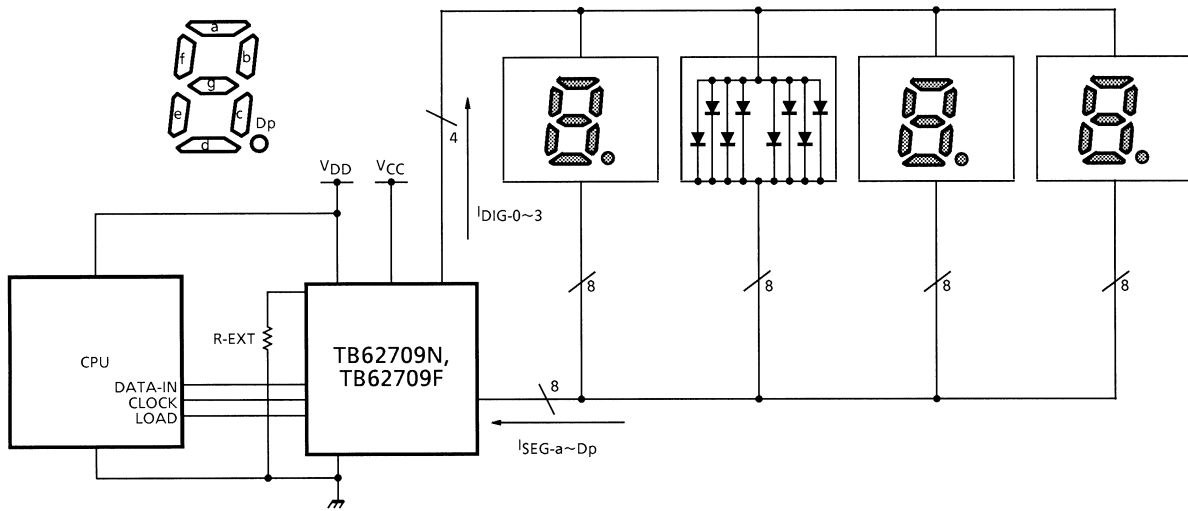 a
f
b
g
e
c
d
Dp
4
VDD
VCC
IDIG-0~3
8
8
8
8
R-EXT
TB62709N,
TB62709F
CPU
DATA-IN
CLOCK
LOAD
8
ISEG-a~Dp